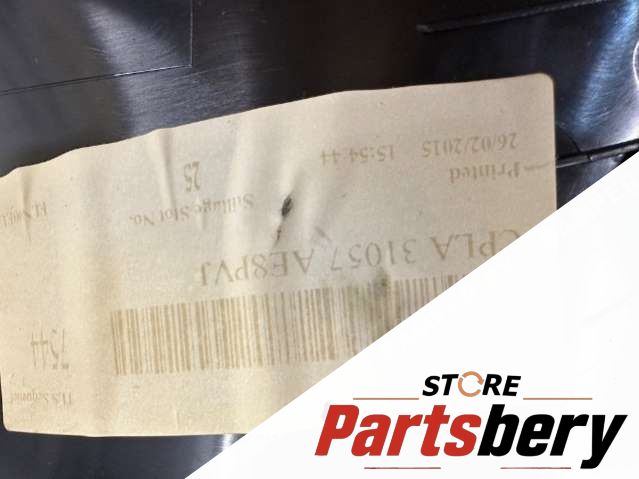 Printed
26/02/2015 15:54:44
Stillage Slot No.
25
CPLA 31057 AE8PVJ
7544
STORE
Partsbery